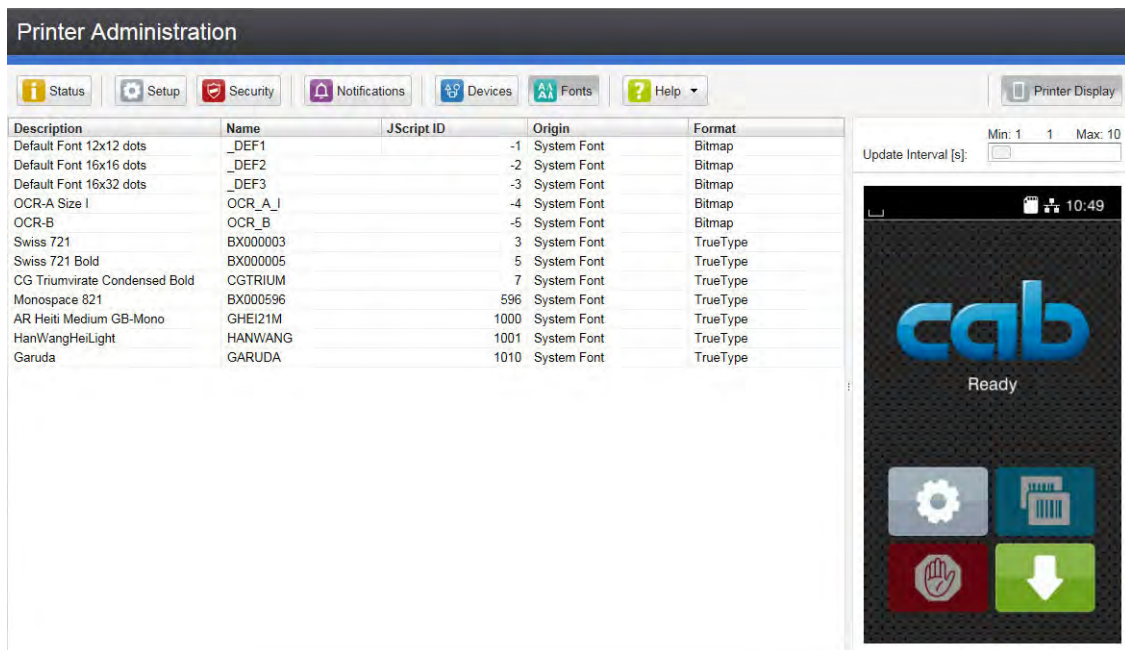 Printer Administration
Status Setup Security Notifications Devices Fonts Help Printer Display
Description Name JScript ID Origin Format
Default Font 12x12 dots _DEF1 -1 System Font Bitmap
Default Font 16x16 dots _DEF2 -2 System Font Bitmap
Default Font 16x32 dots _DEF3 -3 System Font Bitmap
OCR-A Size I OCR_A_I -4 System Font Bitmap
OCR-B OCR_B -5 System Font Bitmap
Swiss 721 BX000003 3 System Font TrueType
Swiss 721 Bold BX000005 5 System Font TrueType
CG Triumvirate Condensed Bold CGTRIUM 7 System Font TrueType
Monospace 821 BX000596 596 System Font TrueType
AR Heiti Medium GB-Mono GHEI21M 1000 System Font TrueType
HanWangHeiLight HANWANG 1001 System Font TrueType
Garuda GARUDA 1010 System Font TrueType
Min: 1 1 Max: 10
Update Interval [s]:
10:49
cab
Ready